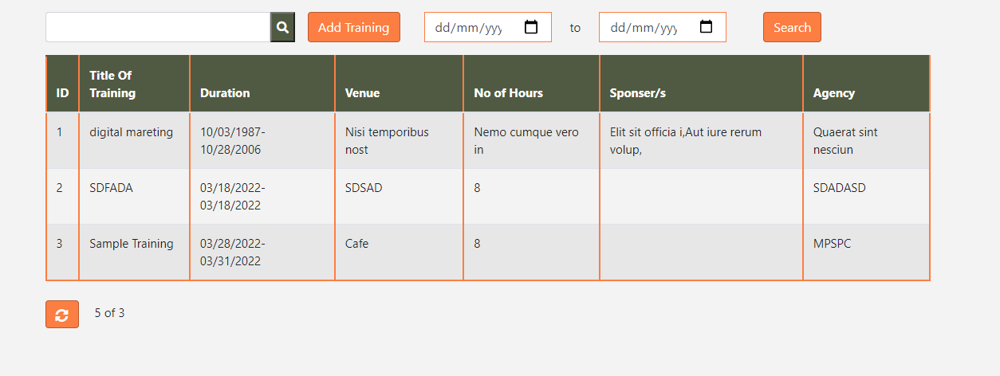 Add Training
dd/mm/yyy
to
dd/mm/yyy
Search
ID
Title Of
Training
Duration
Venue
No of Hours
Sponser/s
Agency
1
digital mareting
10/03/1987-
10/28/2006
Nisi temporibus
nost
Nemo cumque vero
in
Elit sit officia i,Aut iure rerum
volup,
Quaerat sint
nesciun
2
SDFADA
03/18/2022-
03/18/2022
SDSAD
8
SDADASD
3
Sample Training
03/28/2022-
03/31/2022
Cafe
8
MPSPC
5 of 3